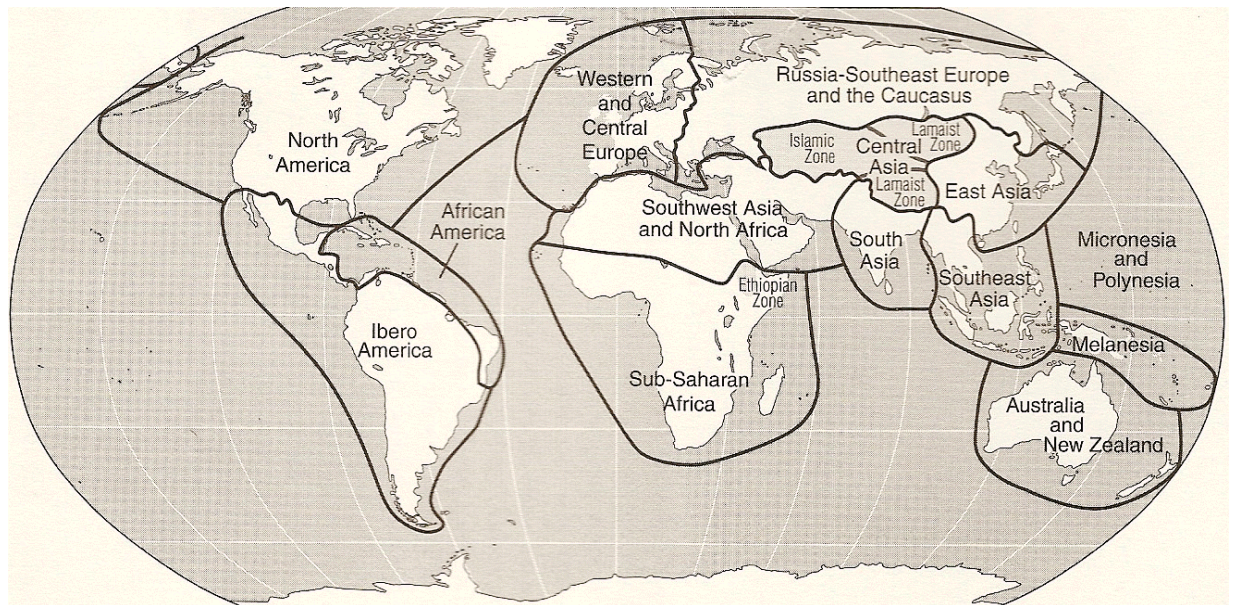 Western
and
Central
Europe
Russia-Southeast Europe
and the Caucasus
North
America
Islamic
Zone
Lamaist
Zone
Central
Asia
Lamaist
Zone
East Asia
African
America
Southwest Asia
and North Africa
South
Asia
Micronesia
and
Polynesia
Southeast
Asia
Ethiopian
Zone
Ibero
America
Melanesia
Sub-Saharan
Africa
Australia
and
New Zealand